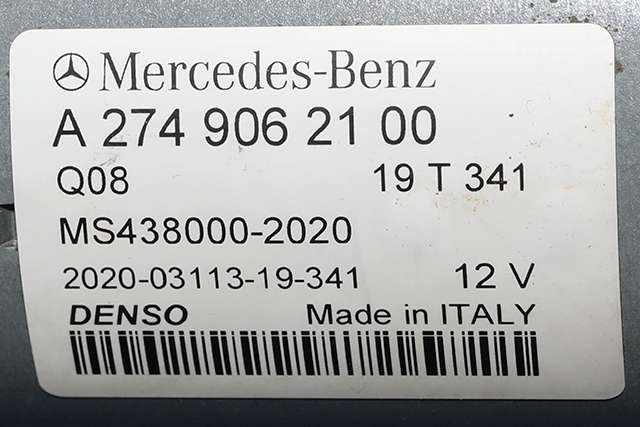 Mercedes-Benz
A 274 906 21 00
Q08 19 T 341
MS438000-2020
2020-03113-19-341 12 V
DENSO Made in ITALY